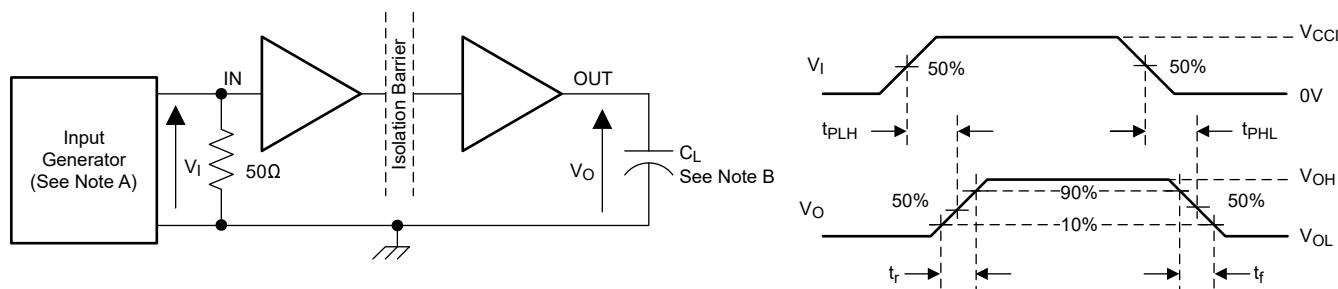 Input
Generator
(See Note A)
V_I
IN
50Ω
Isolation Barrier
OUT
V_O
C_L
See Note B
V_I
50%
50%
V_CCI
0V
t_PLH
t_PHL
V_O
50%
90%
10%
50%
V_OH
V_OL
t_r
t_f